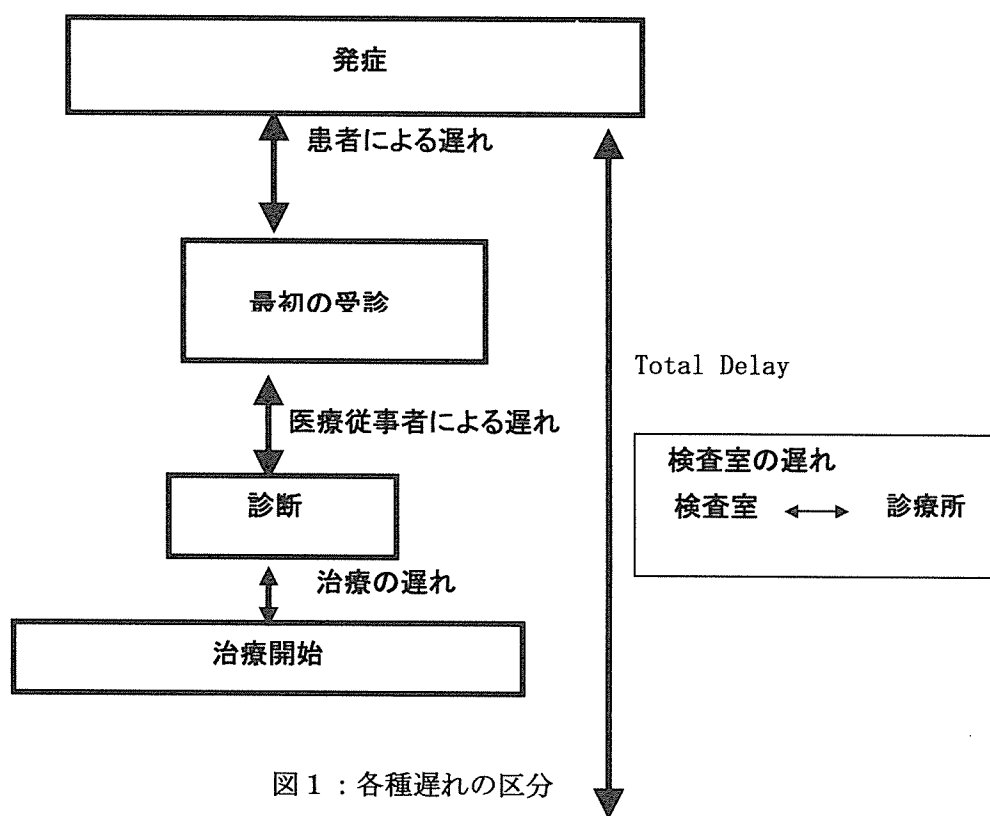 発症
患者による遅れ
最初の受診
Total Delay
医療従事者による遅れ
検査室の遅れ
検査室 診療所
診断
治療の遅れ
治療開始
図1:各種遅れの区分